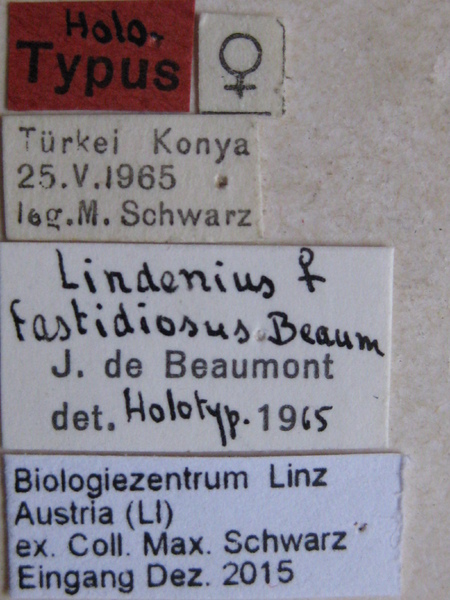 Holo-
Typus
♀
Türkei Konya
25.V.1965
leg.M. Schwarz
Lindenius ♀
fastidiosus Beaum
J. de Beaumont
det. Holotyp. 1965
Biologiezentrum Linz
Austria (LI)
ex. Coll. Max. Schwarz
Eingang Dez. 2015